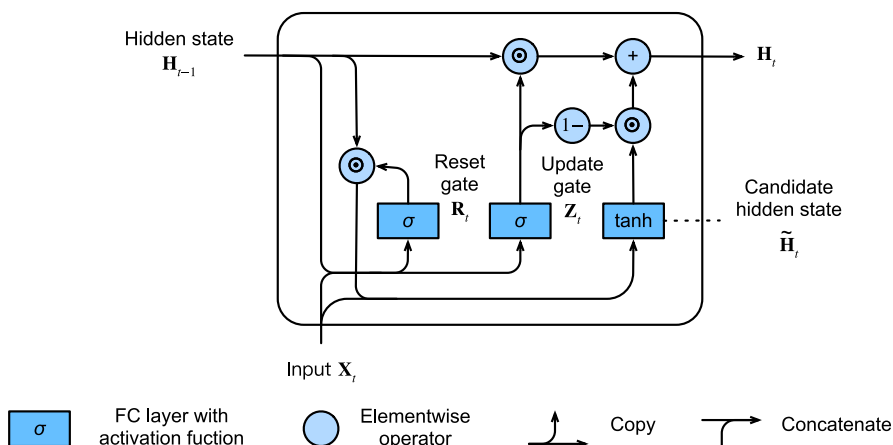 Hidden state
H_{t−1}
⊙
+
H_t
1−
⊙
⊙
Reset
gate
R_t
Update
gate
Z_t
Candidate
hidden state
H̃_t
σ
σ
tanh
Input X_t
σ
FC layer with
activation fuction
Elementwise
operator
Copy
Concatenate